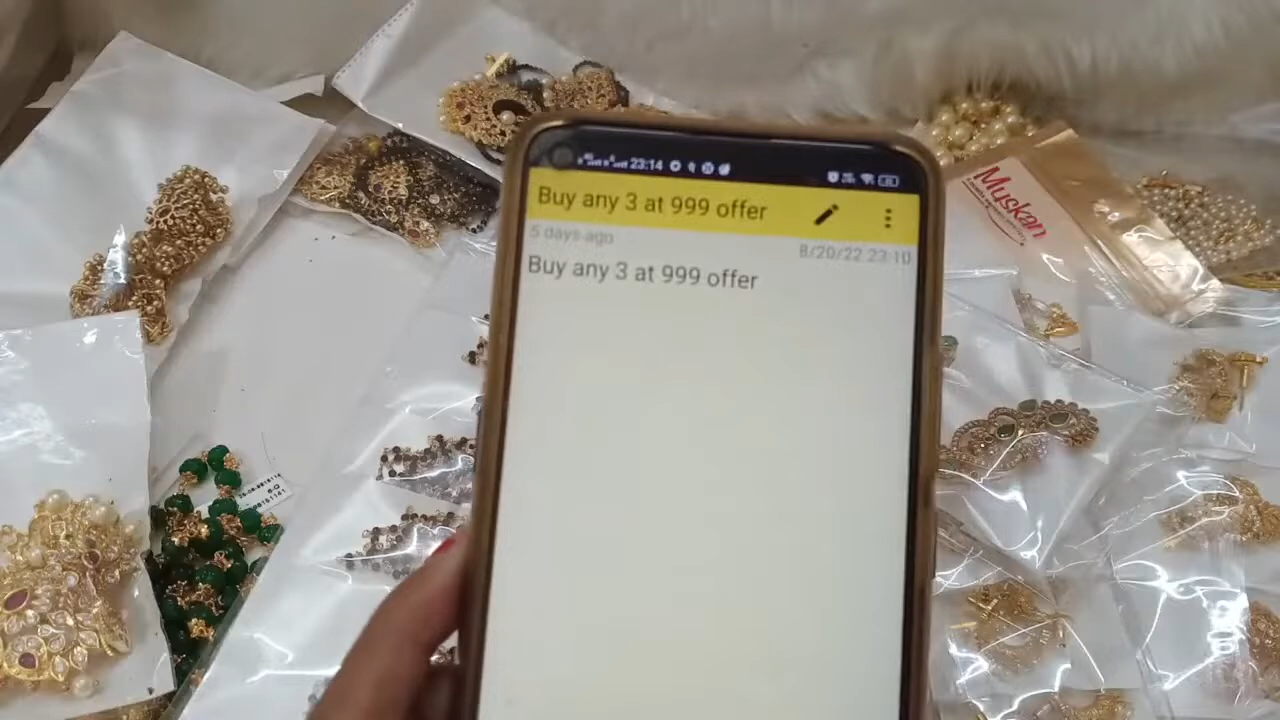 23:14
Buy any 3 at 999 offer
5 days ago
8/20/22 23:10
Buy any 3 at 999 offer
Muskan